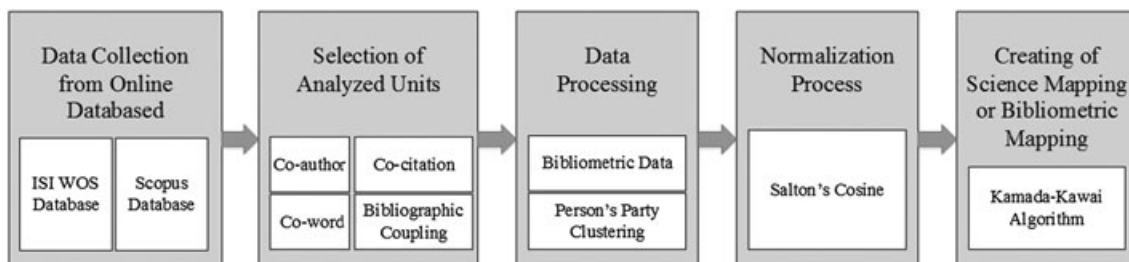 Data Collection
from Online
Databased
ISI WOS
Database
Scopus
Database
Selection of
Analyzed Units
Co-author
Co-citation
Co-word
Bibliographic
Coupling
Data
Processing
Bibliometric Data
Person's Party
Clustering
Normalization
Process
Salton's Cosine
Creating of
Science Mapping
or Bibliometric
Mapping
Kamada-Kawai
Algorithm